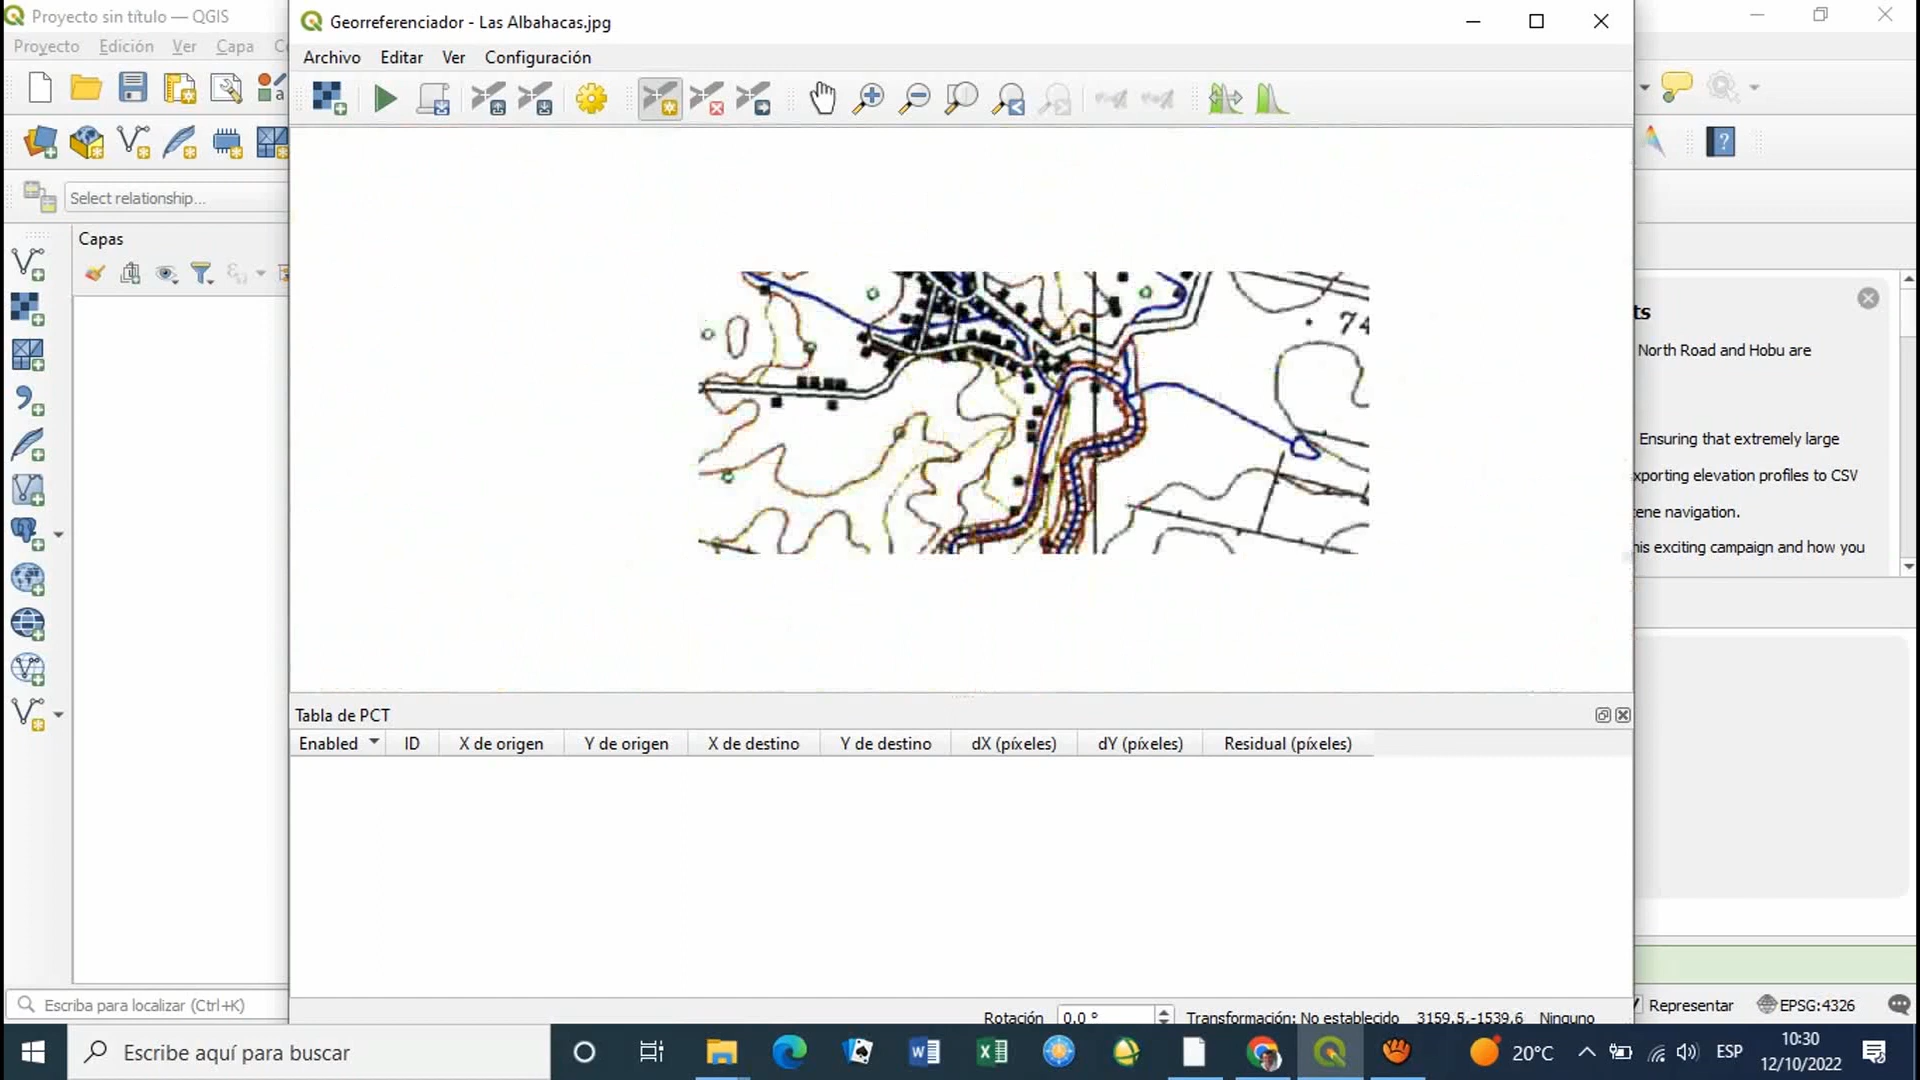 Proyecto sin título — QGIS
Proyecto Edición Ver Capa
Select relationship...
Capas
Georreferenciador - Las Albahacas.jpg
Archivo Editar Ver Configuración
74
Tabla de PCT
Enabled ID X de origen Y de origen X de destino Y de destino dX (píxeles) dY (píxeles) Residual (píxeles)
Rotación 0,0 ° Transformación: No establecido 3159,5,-1539,6 Ninguno
ts
North Road and Hobu are
Ensuring that extremely large
exporting elevation profiles to CSV
ene navigation.
his exciting campaign and how you
Escriba para localizar (Ctrl+K)
Representar EPSG:4326
Escribe aquí para buscar
20°C ESP 10:30
12/10/2022